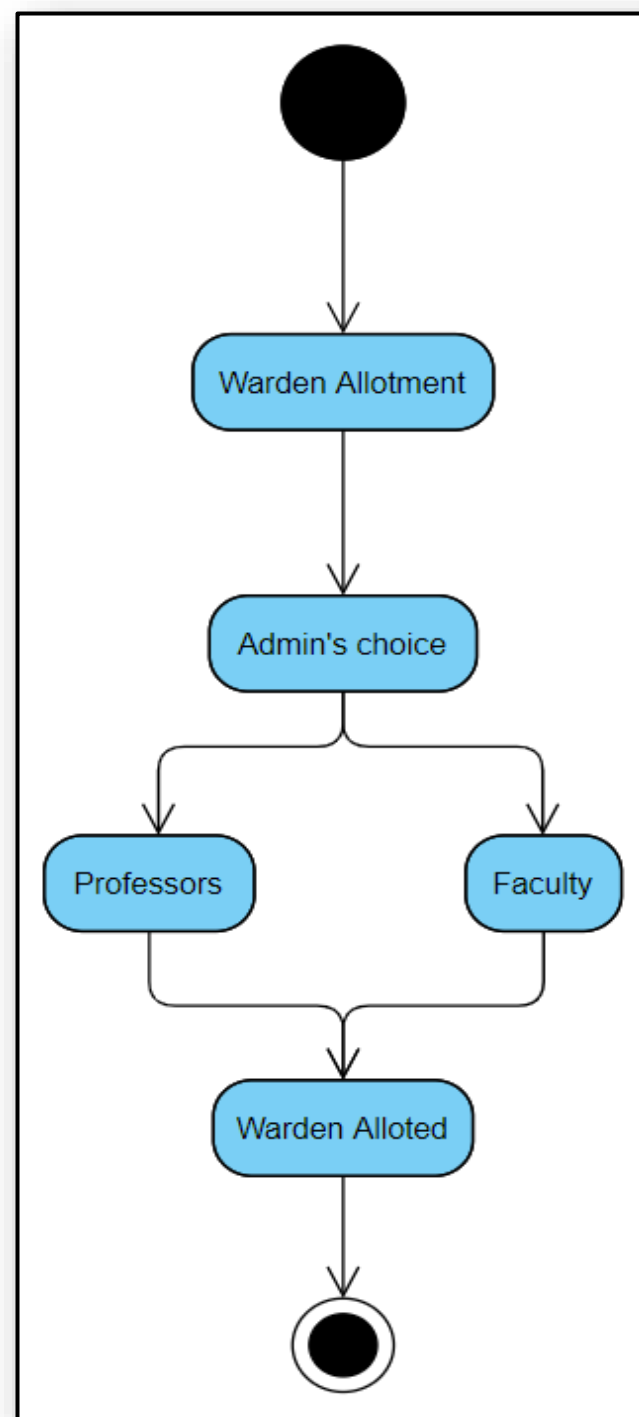 Warden Allotment
Admin's choice
Professors
Faculty
Warden Alloted